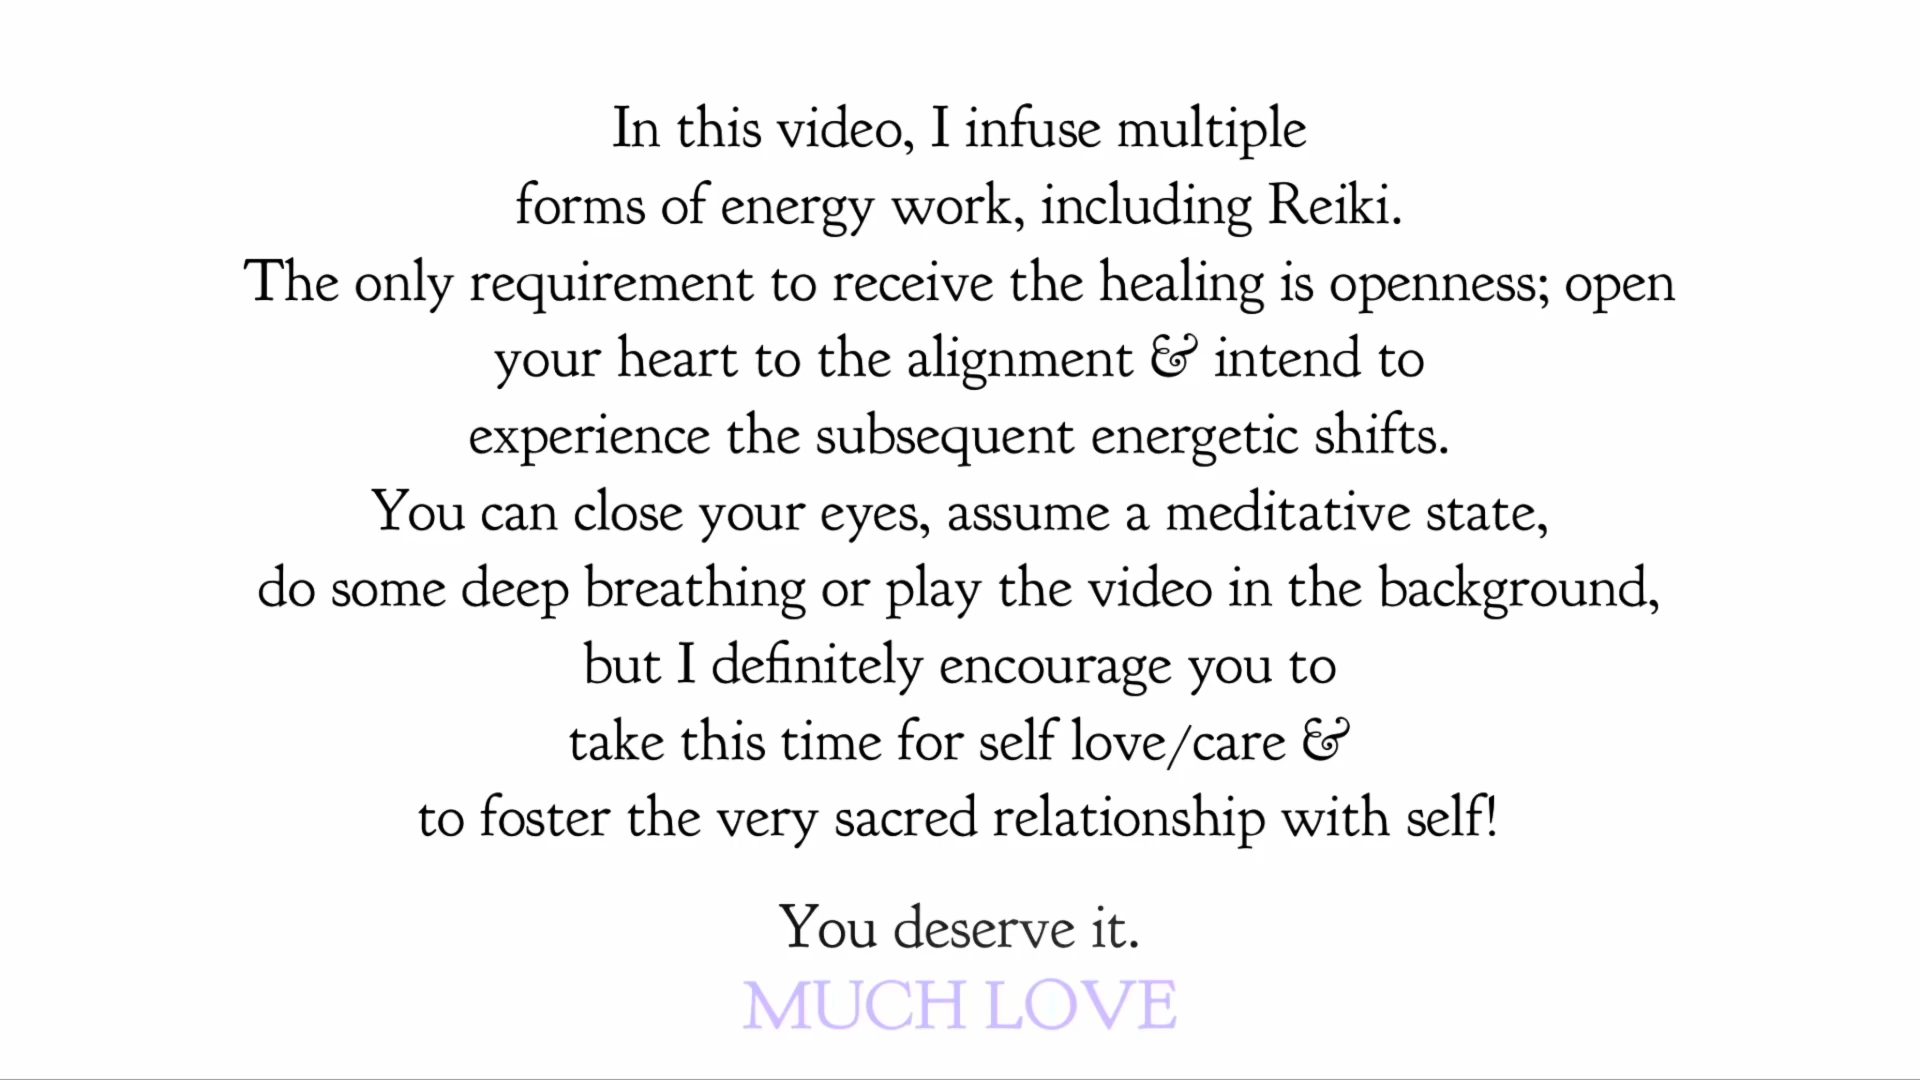 In this video, I infuse multiple
forms of energy work, including Reiki.
The only requirement to receive the healing is openness; open
your heart to the alignment & intend to
experience the subsequent energetic shifts.
You can close your eyes, assume a meditative state,
do some deep breathing or play the video in the background,
but I definitely encourage you to
take this time for self love/care &
to foster the very sacred relationship with self!
You deserve it.
MUCH LOVE